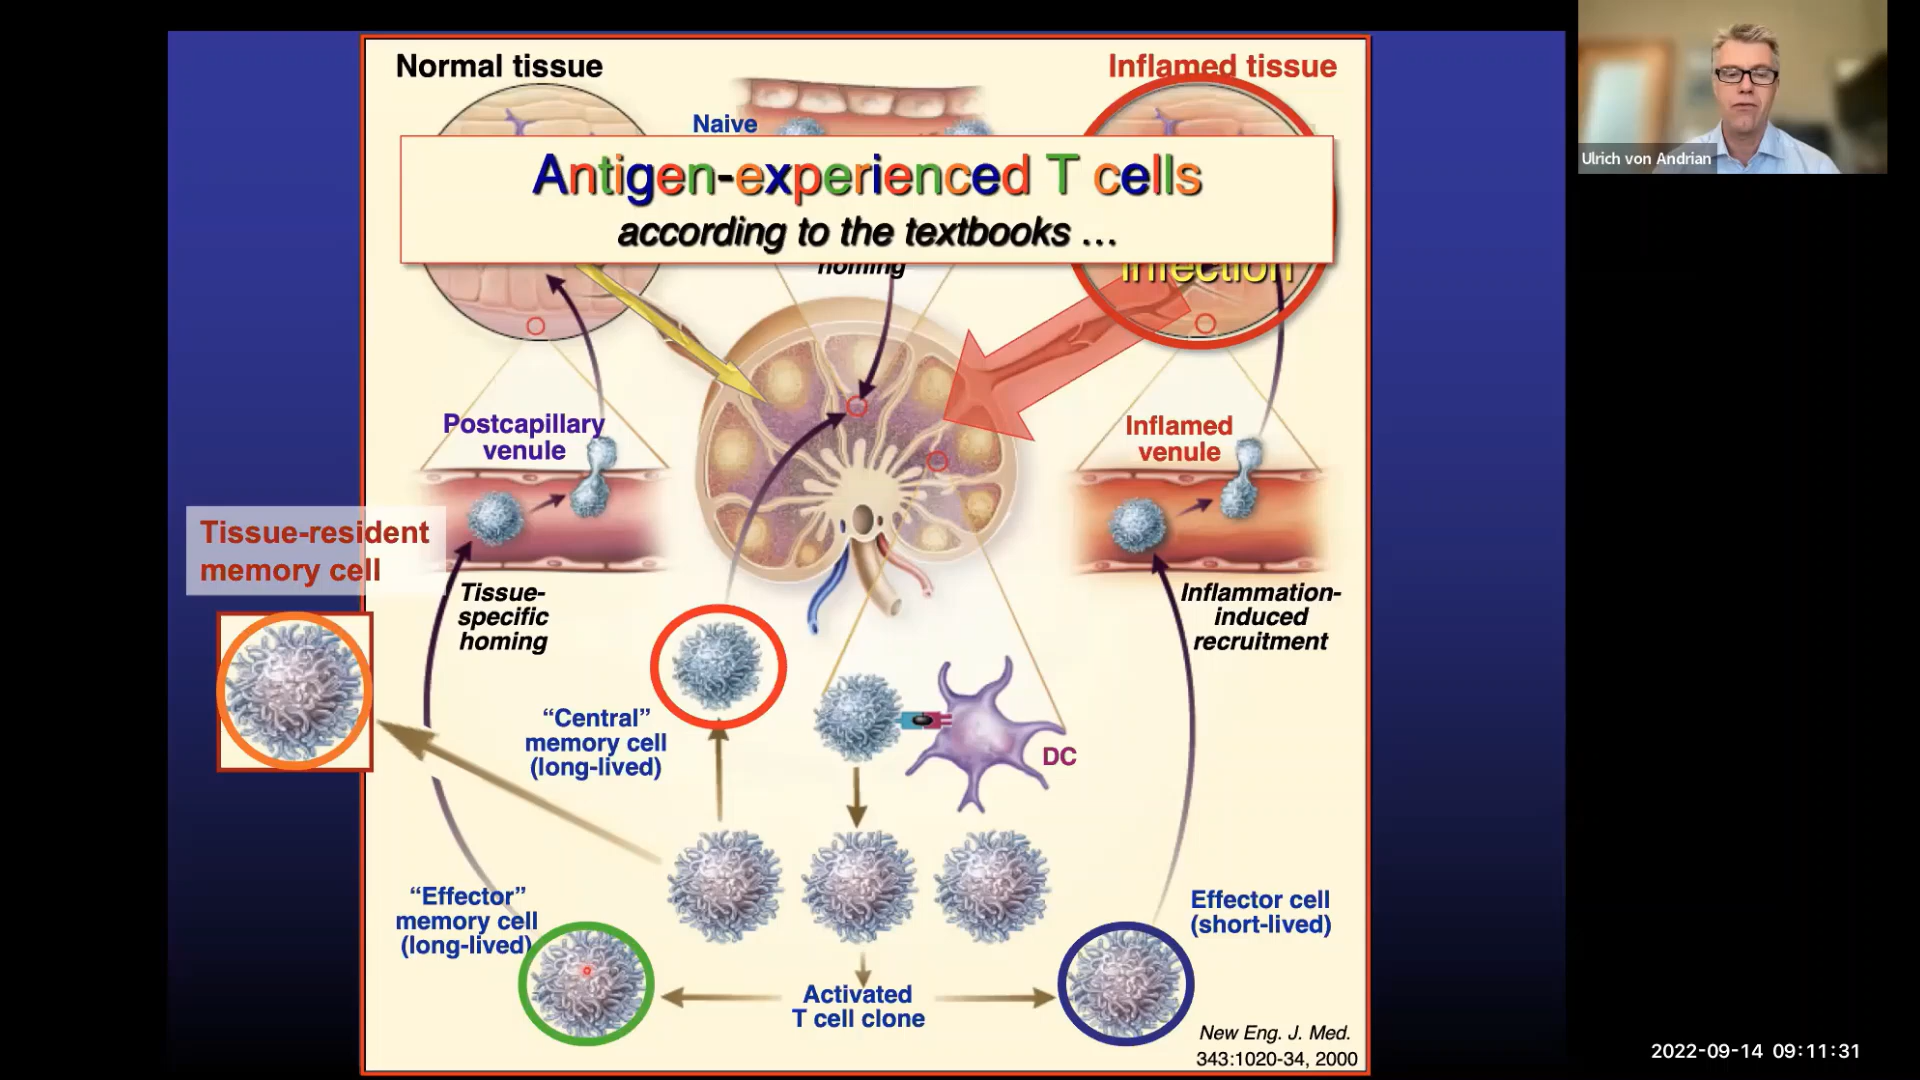 Normal tissue
Inflamed tissue
Naive
Antigen-experienced T cells
according to the textbooks ...
homing
infection
Postcapillary
venule
Inflamed
venule
Tissue-resident
memory cell
Tissue-
specific
homing
Inflammation-
induced
recruitment
“Central”
memory cell
(long-lived)
DC
“Effector”
memory cell
(long-lived)
Effector cell
(short-lived)
Activated
T cell clone
New Eng. J. Med.
343:1020-34, 2000
Ulrich von Andrian
2022-09-14 09:11:31